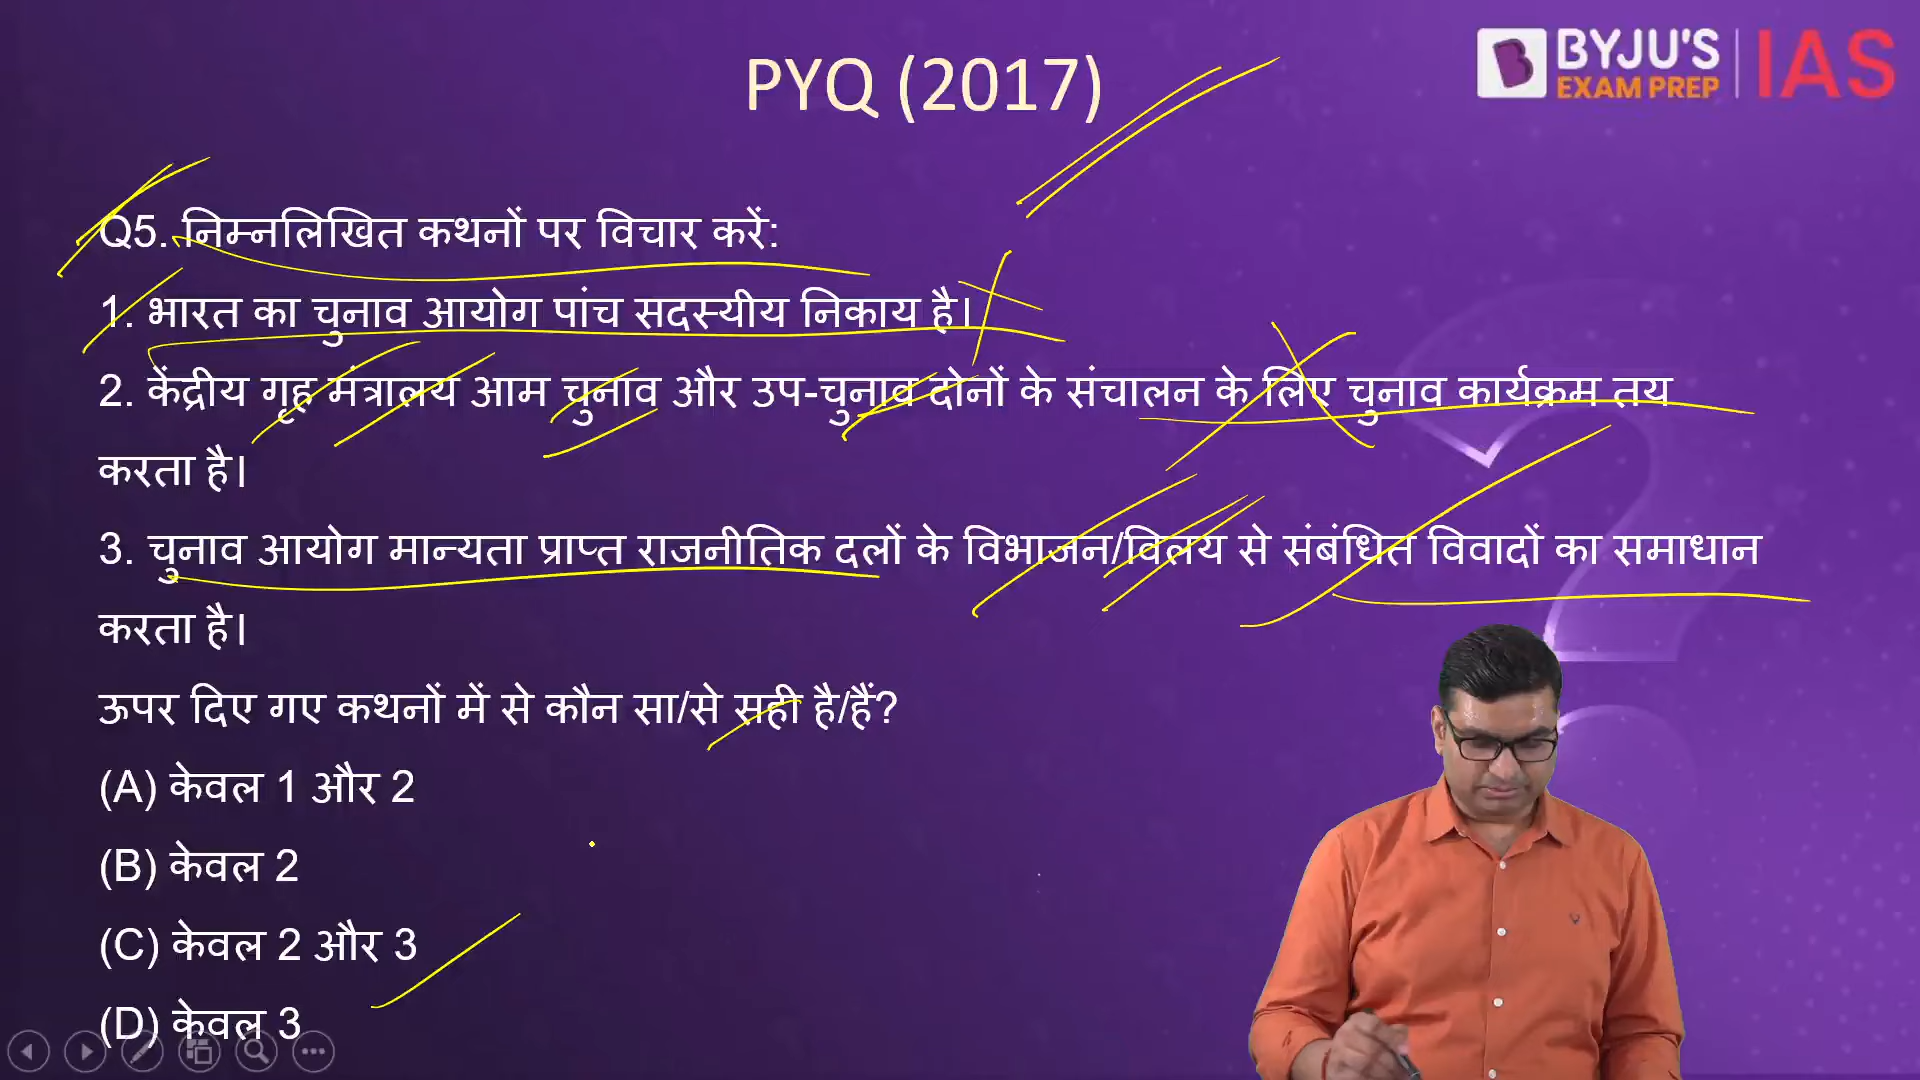 PYQ (2017)
BYJU'S
EXAM PREP
IAS
Q5. निम्नलिखित कथनों पर विचार करें:
1. भारत का चुनाव आयोग पांच सदस्यीय निकाय है।
2. केंद्रीय गृह मंत्रालय आम चुनाव और उप-चुनाव दोनों के संचालन के लिए चुनाव कार्यक्रम तय
करता है।
3. चुनाव आयोग मान्यता प्राप्त राजनीतिक दलों के विभाजन/विलय से संबंधित विवादों का समाधान
करता है।
ऊपर दिए गए कथनों में से कौन सा/से सही है/हैं?
(A) केवल 1 और 2
(B) केवल 2
(C) केवल 2 और 3
(D) केवल 3